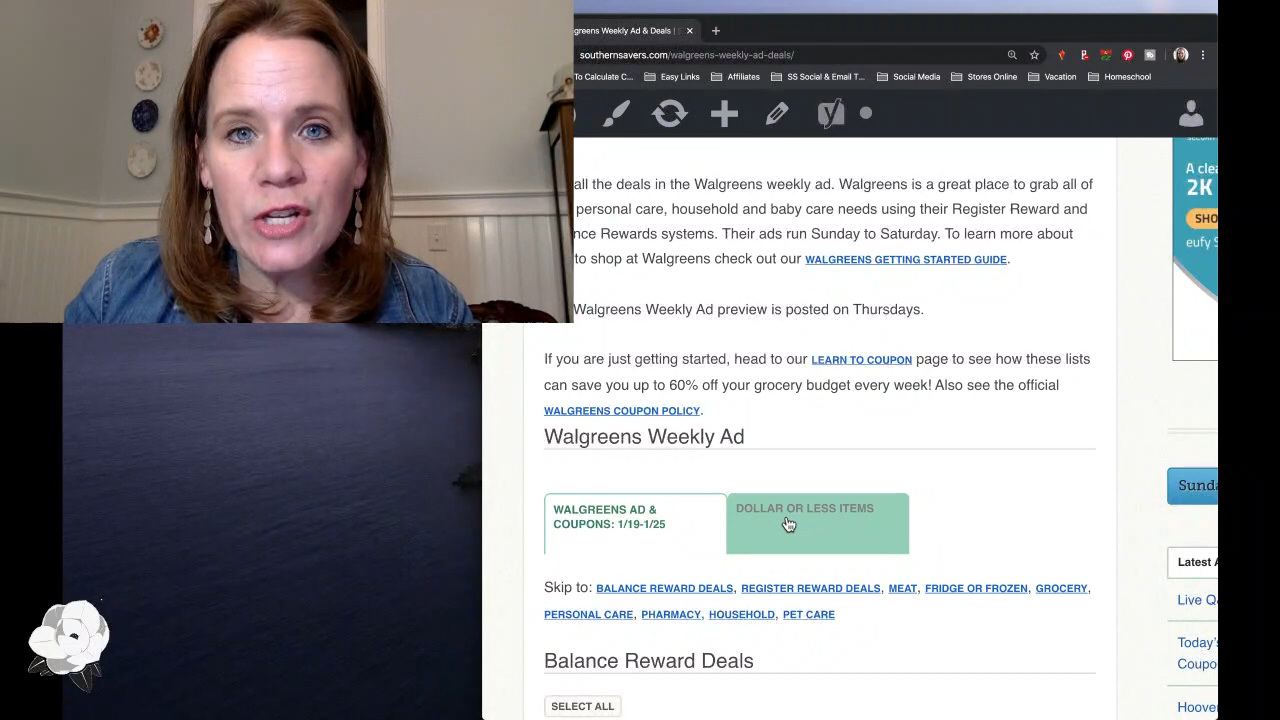 greens Weekly Ad & Deals |
southernsavers.com/walgreens-weekly-ad-deals/
To Calculate C...
Easy Links
Affiliates
SS Social & Email T...
Social Media
Stores Online
Vacation
Homeschool
all the deals in the Walgreens weekly ad. Walgreens is a great place to grab all of
personal care, household and baby care needs using their Register Reward and
nce Rewards systems. Their ads run Sunday to Saturday. To learn more about
to shop at Walgreens check out our WALGREENS GETTING STARTED GUIDE.
Walgreens Weekly Ad preview is posted on Thursdays.
If you are just getting started, head to our LEARN TO COUPON page to see how these lists
can save you up to 60% off your grocery budget every week! Also see the official
WALGREENS COUPON POLICY.
Walgreens Weekly Ad
WALGREENS AD &
COUPONS: 1/19-1/25
DOLLAR OR LESS ITEMS
Skip to: BALANCE REWARD DEALS, REGISTER REWARD DEALS, MEAT, FRIDGE OR FROZEN, GROCERY,
PERSONAL CARE, PHARMACY, HOUSEHOLD, PET CARE
Balance Reward Deals
SELECT ALL
A clea
2K
SHO
eufy S
Sunda
Latest A
Live Q
Today's
Coupo
Hoover